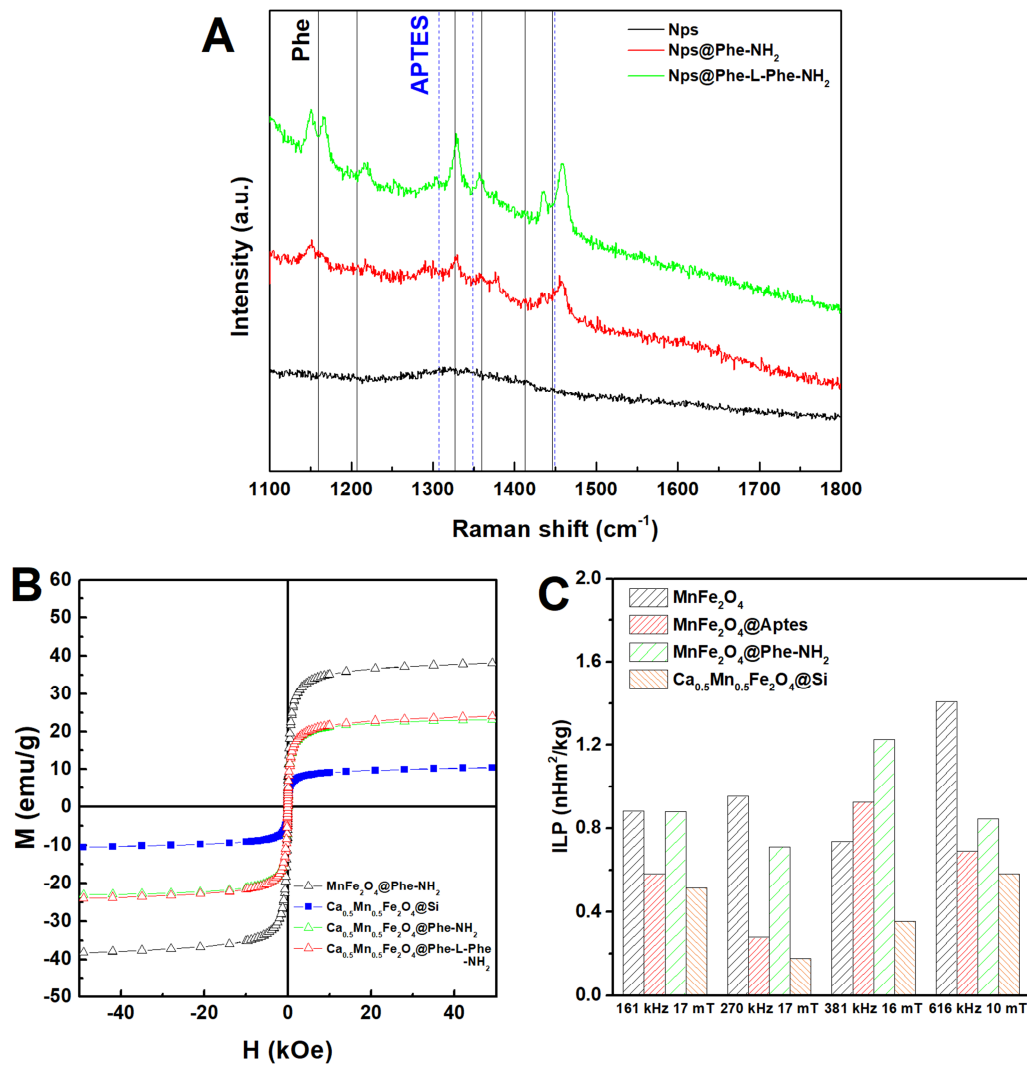 A
Phe
APTES
Nps
Nps@Phe-NH2
Nps@Phe-L-Phe-NH2
Intensity (a.u.)
1100 1200 1300 1400 1500 1600 1700 1800
Raman shift (cm-1)
B
60
50
40
30
20
10
0
-10
-20
-30
-40
-50
M (emu/g)
MnFe2O4@Phe-NH2
Ca0.5Mn0.5Fe2O4@Si
Ca0.5Mn0.5Fe2O4@Phe-NH2
Ca0.5Mn0.5Fe2O4@Phe-L-Phe
-NH2
-40 -20 0 20 40
H (kOe)
C
2.0
1.6
1.2
0.8
0.4
0.0
ILP (nHm2/kg)
MnFe2O4
MnFe2O4@Aptes
MnFe2O4@Phe-NH2
Ca0.5Mn0.5Fe2O4@Si
161 kHz 17 mT 270 kHz 17 mT 381 kHz 16 mT 616 kHz 10 mT